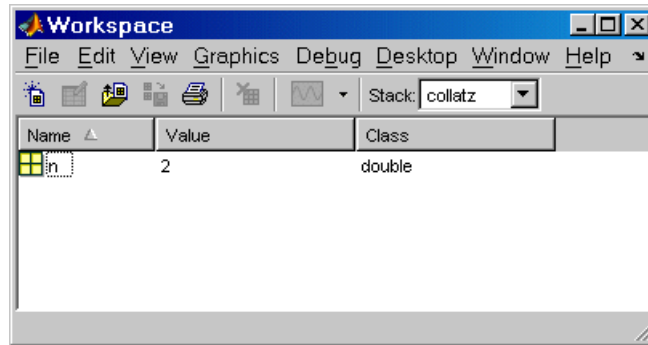 Workspace
File Edit View Graphics Debug Desktop Window Help
Stack: collatz
Name Value Class
n 2 double